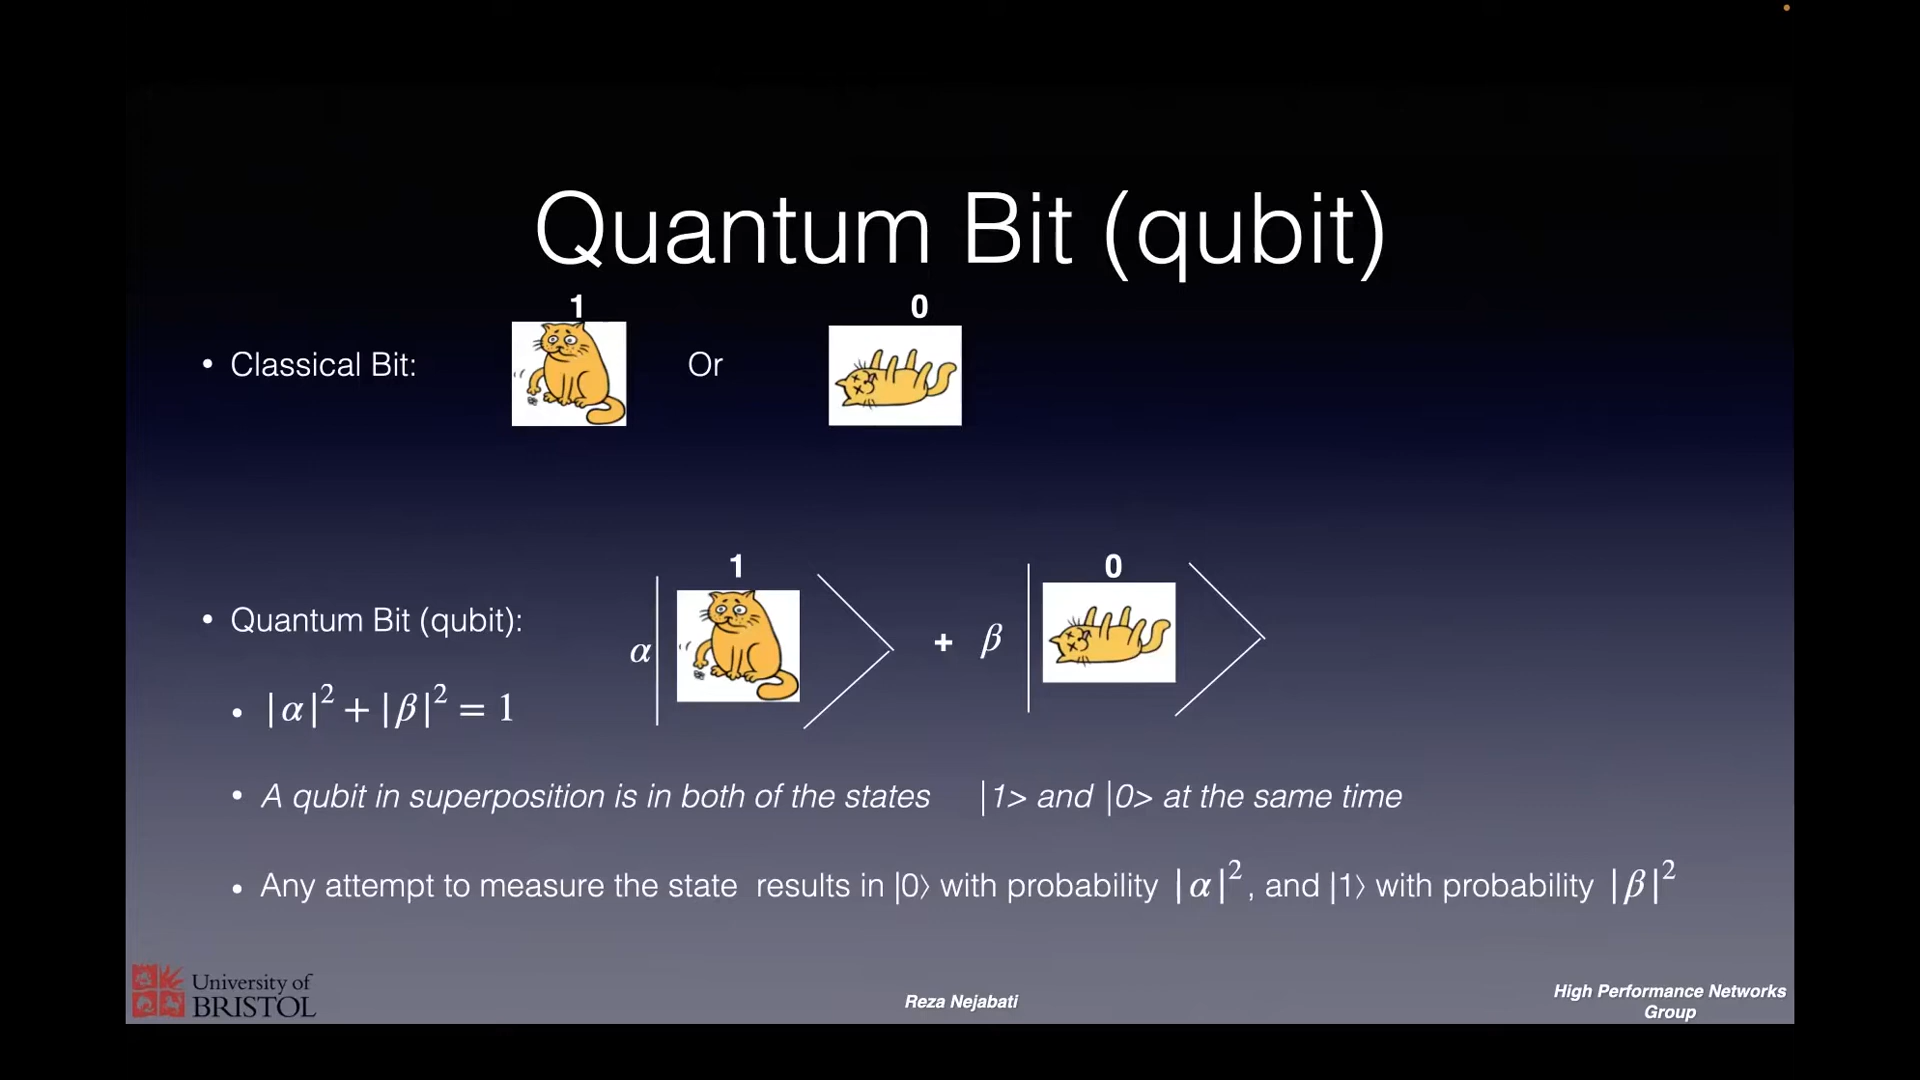 Quantum Bit (qubit)
1 0
• Classical Bit: Or
1 0
• Quantum Bit (qubit): α| > + β| >
• |α|² + |β|² = 1
• A qubit in superposition is in both of the states |1> and |0> at the same time
• Any attempt to measure the state results in |0⟩ with probability |α|², and |1⟩ with probability |β|²
University of
BRISTOL
Reza Nejabati
High Performance Networks
Group